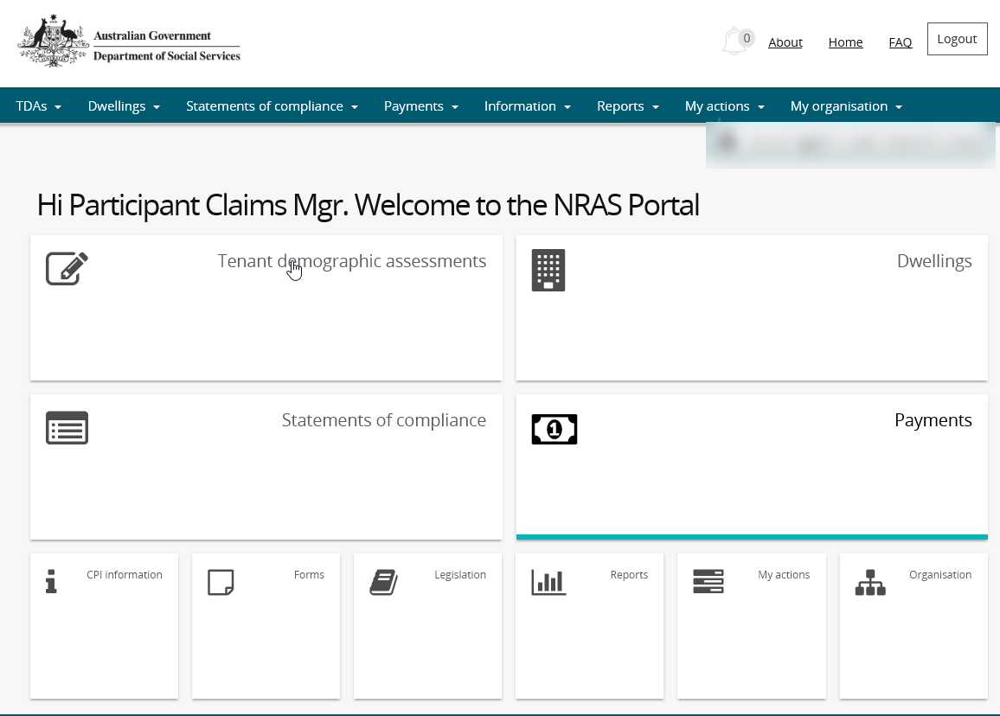 Australian Government
Department of Social Services
0
About Home FAQ Logout
TDAs Dwellings Statements of compliance Payments Information Reports My actions My organisation
Hi Participant Claims Mgr. Welcome to the NRAS Portal
Tenant demographic assessments
Dwellings
Statements of compliance
1
Payments
CPI information
Forms
Legislation
Reports
My actions
Organisation